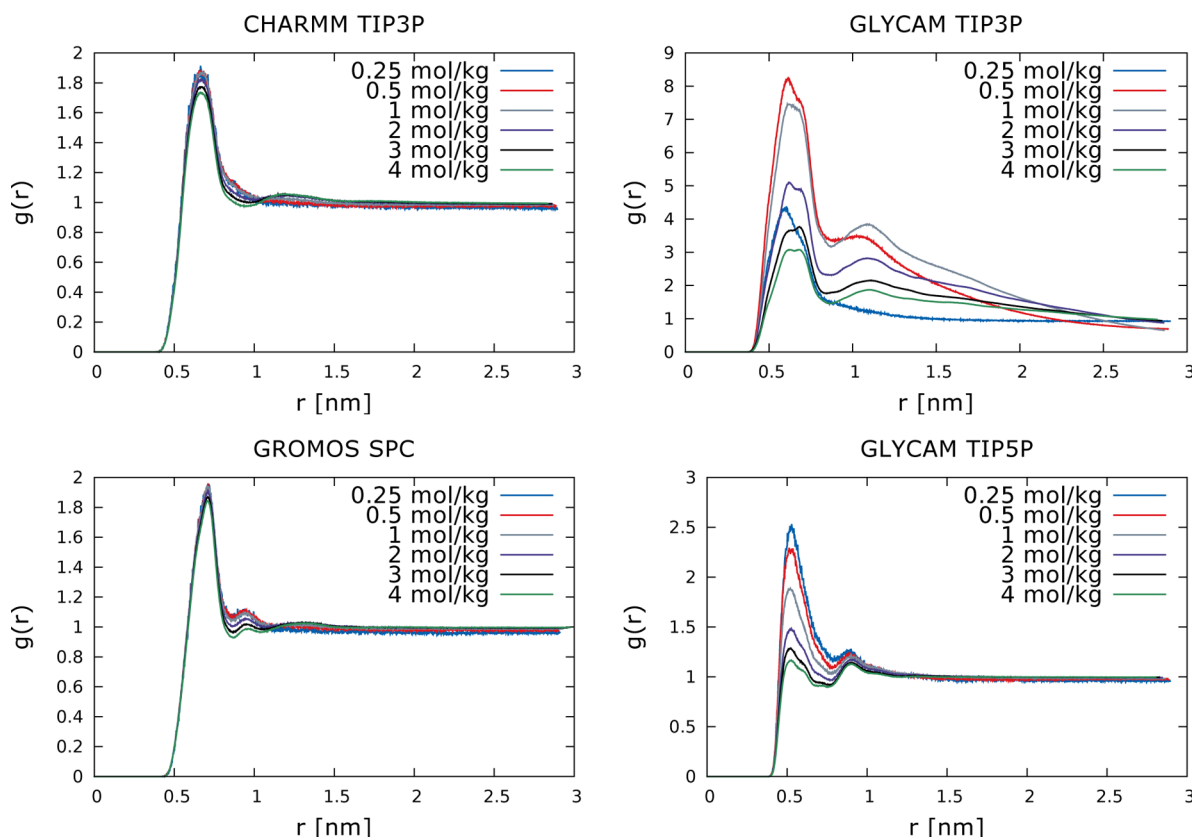 CHARMM TIP3P
g(r)
2
1.8
1.6
1.4
1.2
1
0.8
0.6
0.4
0.2
0
0.25 mol/kg
0.5 mol/kg
1 mol/kg
2 mol/kg
3 mol/kg
4 mol/kg
0 0.5 1 1.5 2 2.5 3
r [nm]
GLYCAM TIP3P
g(r)
9
8
7
6
5
4
3
2
1
0
0.25 mol/kg
0.5 mol/kg
1 mol/kg
2 mol/kg
3 mol/kg
4 mol/kg
0 0.5 1 1.5 2 2.5 3
r [nm]
GROMOS SPC
g(r)
2
1.8
1.6
1.4
1.2
1
0.8
0.6
0.4
0.2
0
0.25 mol/kg
0.5 mol/kg
1 mol/kg
2 mol/kg
3 mol/kg
4 mol/kg
0 0.5 1 1.5 2 2.5 3
r [nm]
GLYCAM TIP5P
g(r)
3
2.5
2
1.5
1
0.5
0
0.25 mol/kg
0.5 mol/kg
1 mol/kg
2 mol/kg
3 mol/kg
4 mol/kg
0 0.5 1 1.5 2 2.5 3
r [nm]